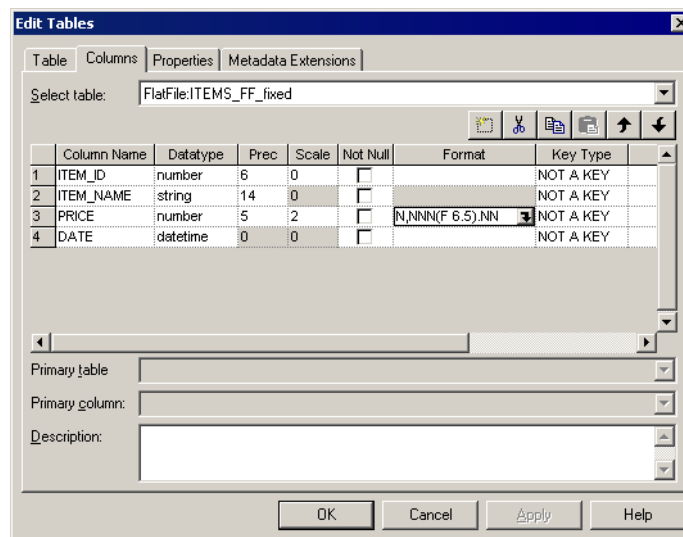 Edit Tables
Table Columns Properties Metadata Extensions
Select table: FlatFile:ITEMS_FF_fixed
Column Name Datatype Prec Scale Not Null Format Key Type
1 ITEM_ID number 6 0 NOT A KEY
2 ITEM_NAME string 14 0 NOT A KEY
3 PRICE number 5 2 N,NNN(F 6.5).NN NOT A KEY
4 DATE datetime 0 0 NOT A KEY
Primary table
Primary column:
Description:
OK Cancel Apply Help